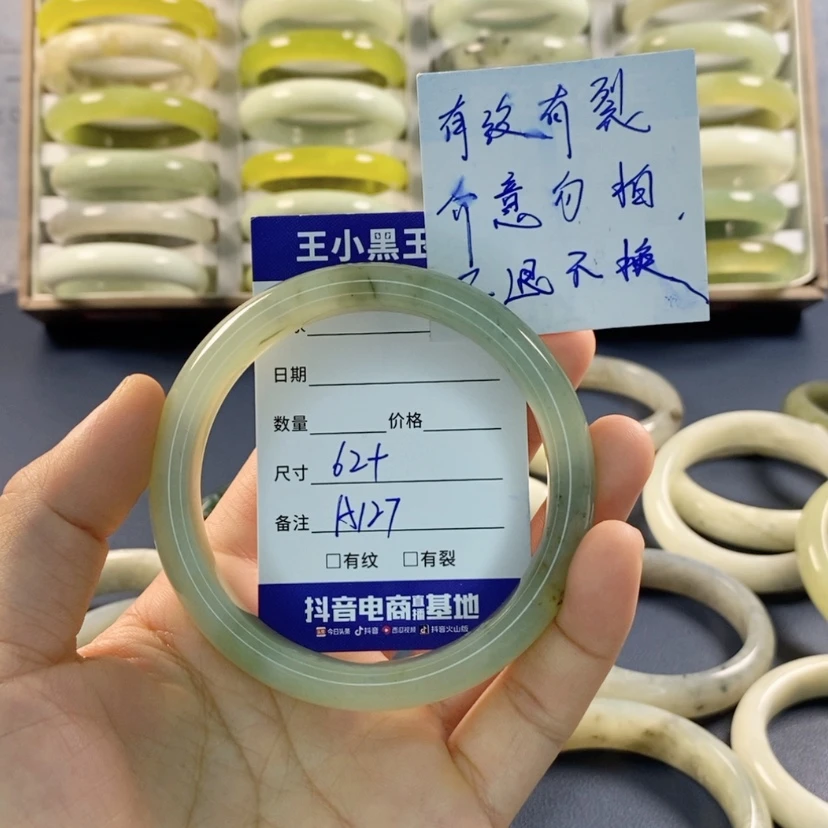 有纹有裂
介意勿拍,
不退不换
王小黑玉
日期
数量 价格
尺寸 62+
备注 A127
□有纹 □有裂
抖音电商直播基地
今日头条 抖音 西瓜视频 抖音火山版